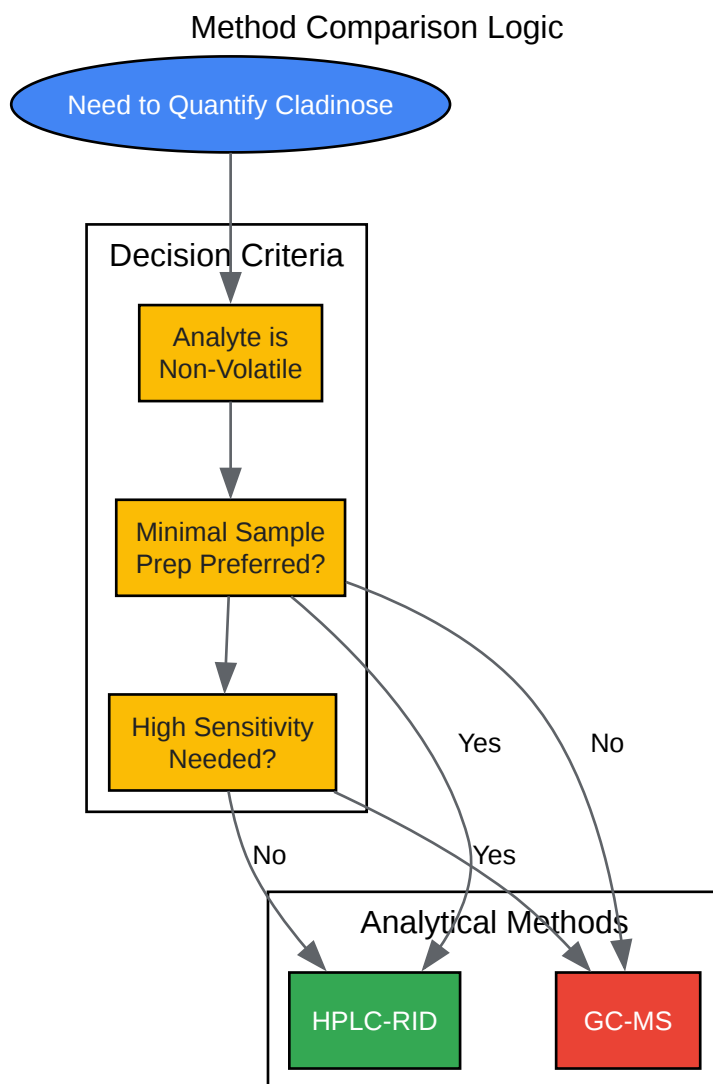 Method Comparison Logic
Need to Quantify Cladinose
Decision Criteria
Analyte is
Non-Volatile
Minimal Sample
Prep Preferred?
High Sensitivity
Needed?
Yes
No
No
Yes
Analytical Methods
HPLC-RID
GC-MS